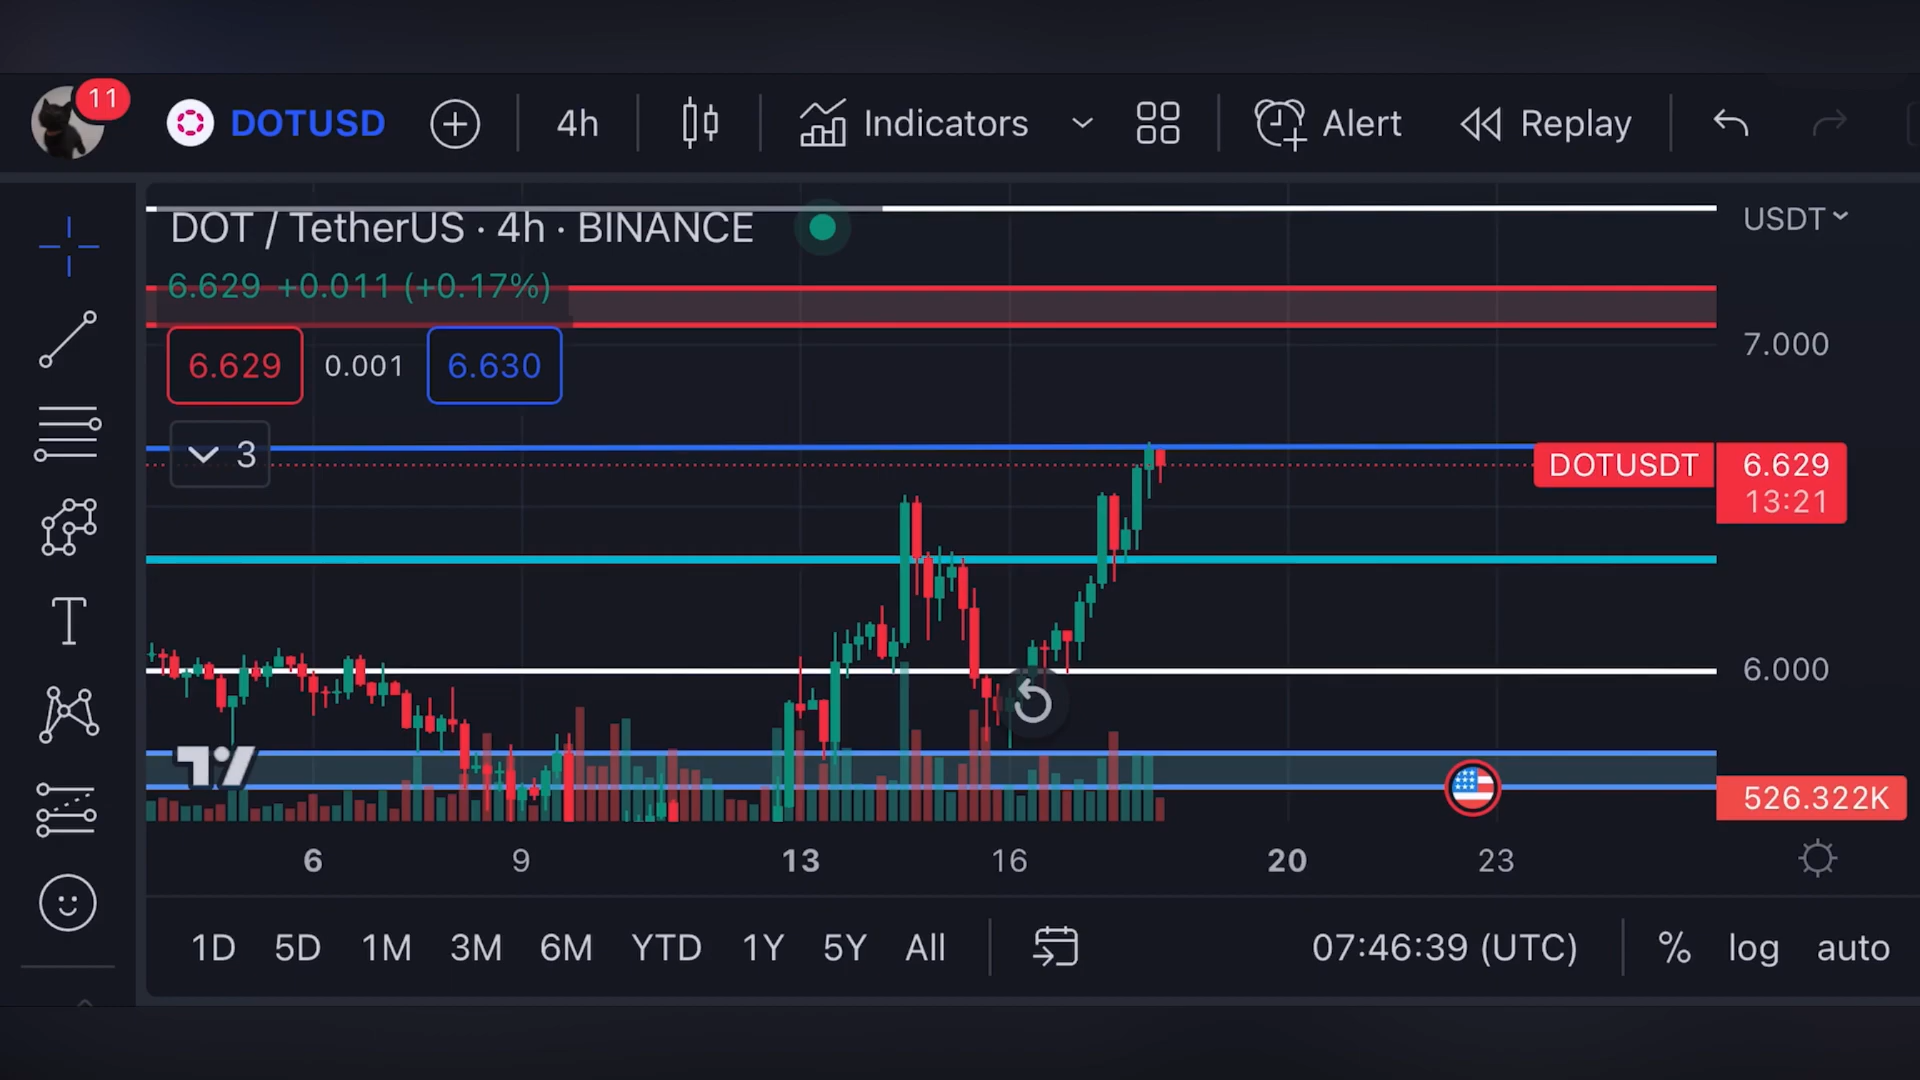 11
DOTUSD
4h
Indicators
Alert
Replay
DOT / TetherUS · 4h · BINANCE
USDT
6.629 +0.011 (+0.17%)
7.000
6.629
0.001
6.630
3
DOTUSDT
6.629
13:21
6.000
526.322K
6
9
13
16
20
23
1D
5D
1M
3M
6M
YTD
1Y
5Y
All
07:46:39 (UTC)
%
log
auto